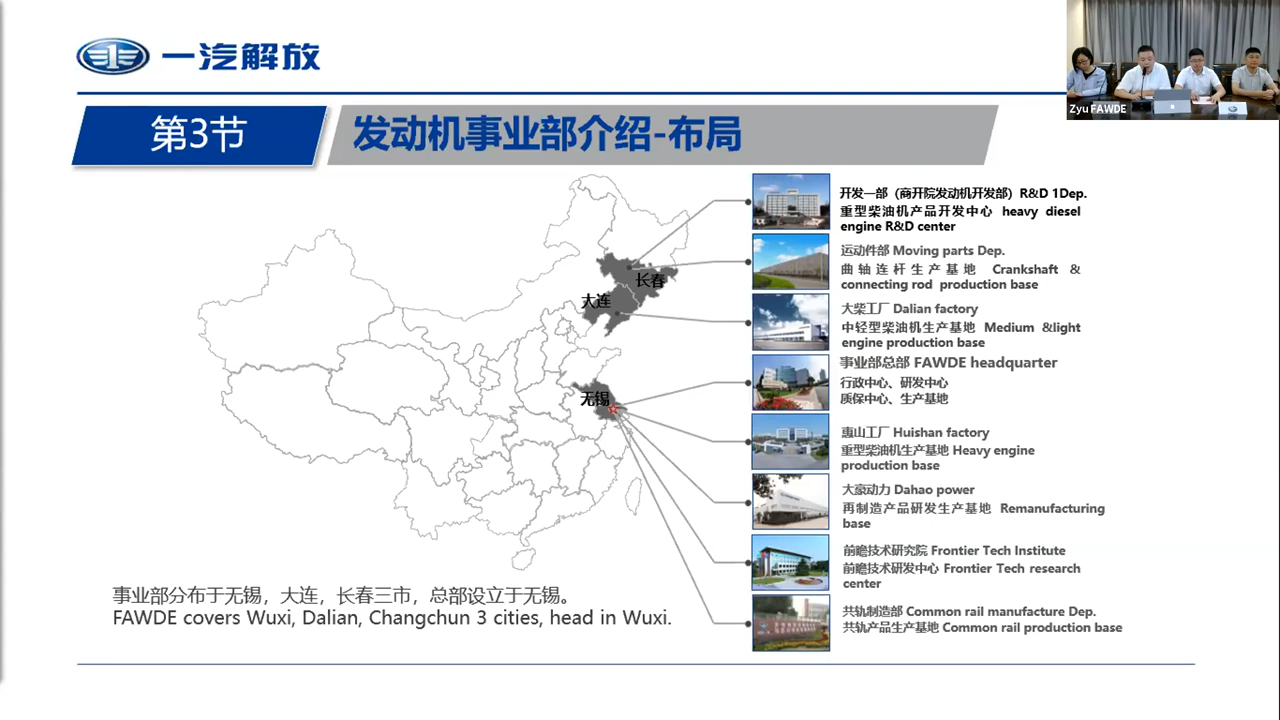 一汽解放
Zyu FAWDE
第3节
发动机事业部介绍-布局
长春
大连
无锡
开发一部（商开院发动机开发部）R&D 1Dep.
重型柴油机产品开发中心 heavy diesel
engine R&D center
运动件部 Moving parts Dep.
曲轴连杆生产基地 Crankshaft &
connecting rod production base
大柴工厂 Dalian factory
中轻型柴油机生产基地 Medium &light
engine production base
事业部总部 FAWDE headquarter
行政中心、研发中心
质保中心、生产基地
惠山工厂 Huishan factory
重型柴油机生产基地 Heavy engine
production base
大豪动力 Dahao power
再制造产品研发生产基地 Remanufacturing
base
前瞻技术研究院 Frontier Tech Institute
前瞻技术研发中心 Frontier Tech research
center
共轨制造部 Common rail manufacture Dep.
共轨产品生产基地 Common rail production base
事业部分布于无锡，大连，长春三市，总部设立于无锡。
FAWDE covers Wuxi, Dalian, Changchun 3 cities, head in Wuxi.